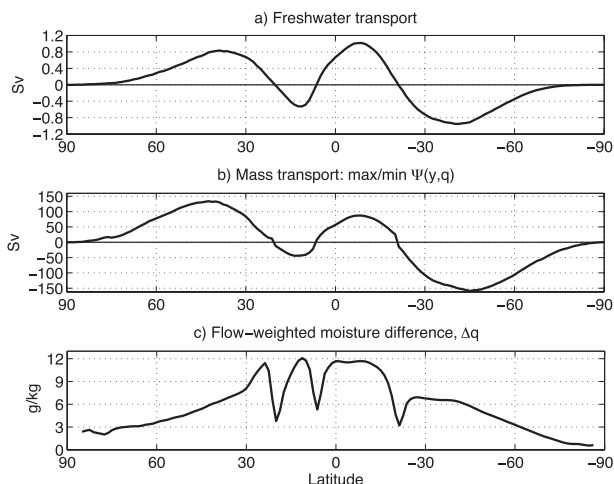 a) Freshwater transport
1.2
0.8
0.4
0
−0.4
−0.8
−1.2
Sv
90 60 30 0 −30 −60 −90
b) Mass transport: max/min Ψ(y,q)
150
100
50
0
−50
−100
−150
Sv
90 60 30 0 −30 −60 −90
c) Flow−weighted moisture difference, Δq
12
9
6
3
0
g/kg
90 60 30 0 −30 −60 −90
Latitude